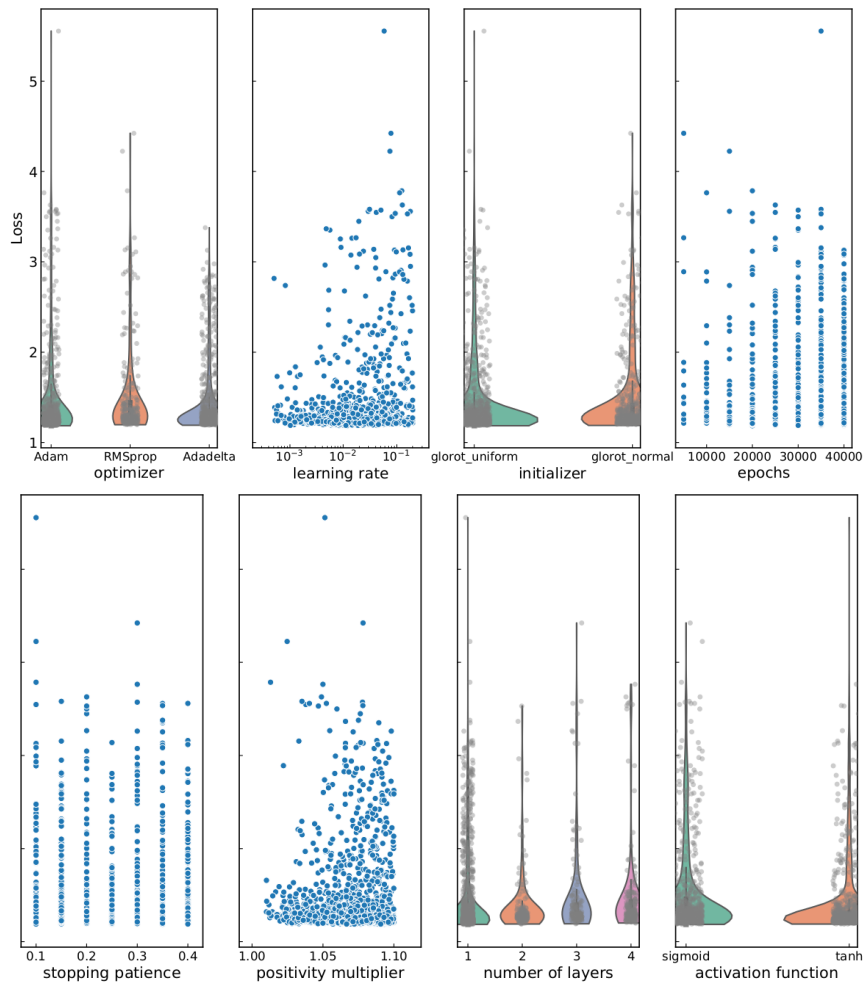 5
4
3
2
1
Loss
Adam RMSprop Adadelta
optimizer
10⁻³ 10⁻² 10⁻¹
learning rate
glorot_uniform glorot_normal
initializer
10000 20000 30000 40000
epochs
0.1 0.2 0.3 0.4
stopping patience
1.00 1.05 1.10
positivity multiplier
1 2 3 4
number of layers
sigmoid tanh
activation function